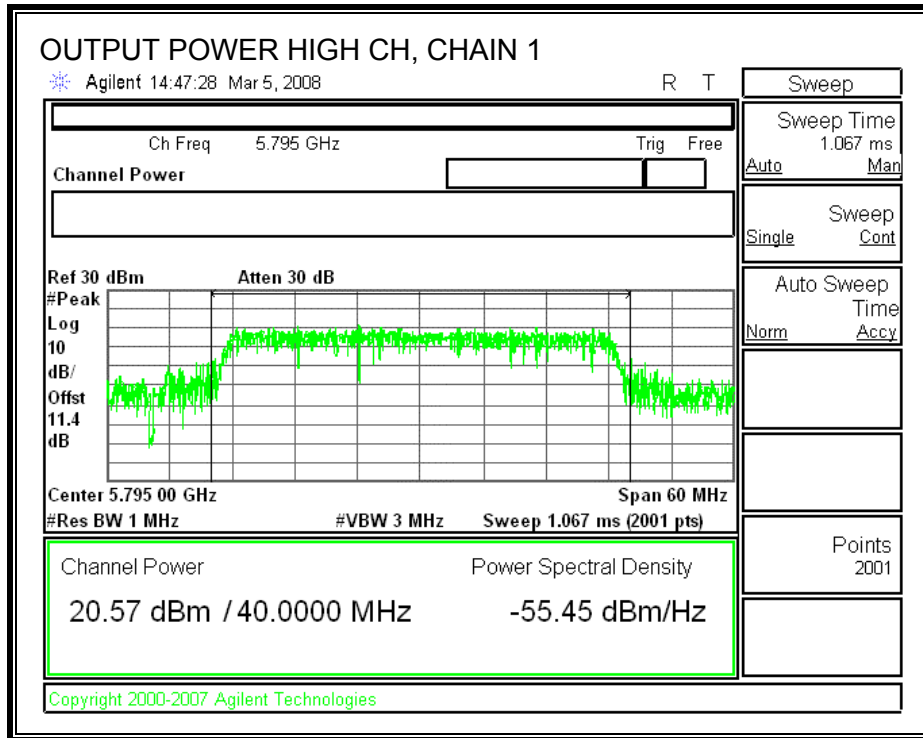 OUTPUT POWER HIGH CH, CHAIN 1
Agilent 14:47:28 Mar 5, 2008 R T
Ch Freq 5.795 GHz Trig Free
Channel Power
Ref 30 dBm Atten 30 dB
#Peak
Log
10
dB/
Offst
11.4
dB
Center 5.795 00 GHz Span 60 MHz
#Res BW 1 MHz #VBW 3 MHz Sweep 1.067 ms (2001 pts)
Channel Power Power Spectral Density
20.57 dBm / 40.0000 MHz -55.45 dBm/Hz
Copyright 2000-2007 Agilent Technologies
Sweep
Sweep Time
1.067 ms
Auto Man
Sweep
Single Cont
Auto Sweep
Time
Norm Accy
Points
2001